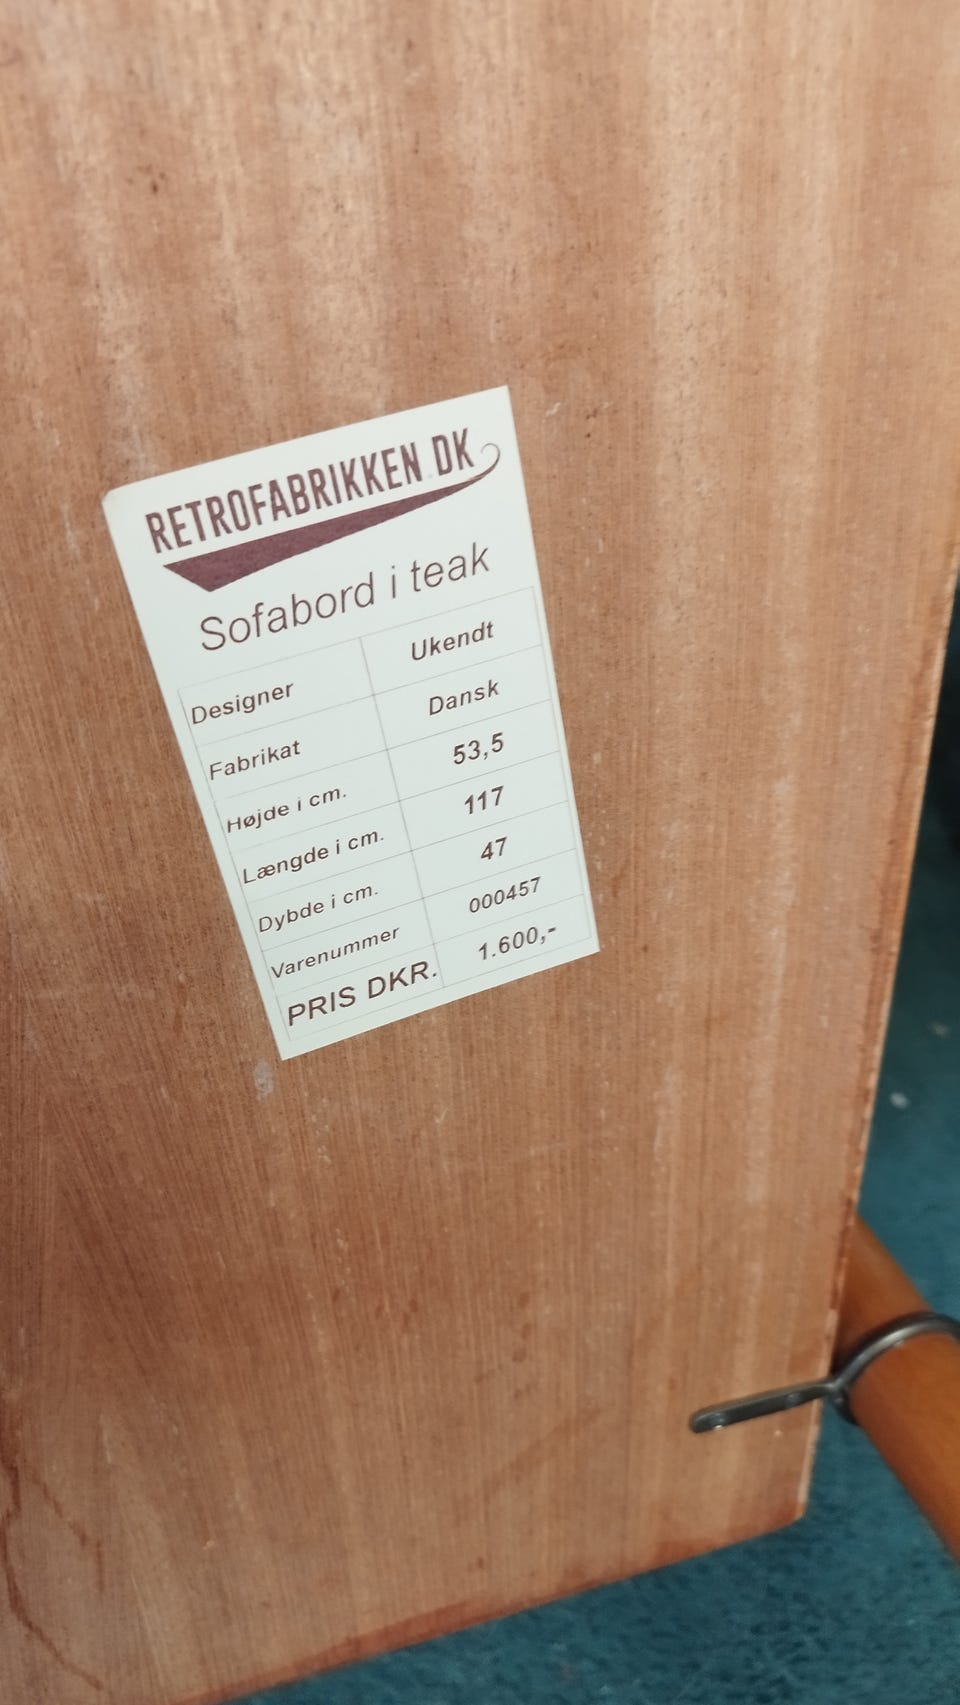 RETROFABRIKKEN.DK
Sofabord i teak
Designer Ukendt
Fabrikat Dansk
Højde i cm. 53,5
Længde i cm. 117
Dybde i cm. 47
Varenummer 000457
PRIS DKR. 1.600,-